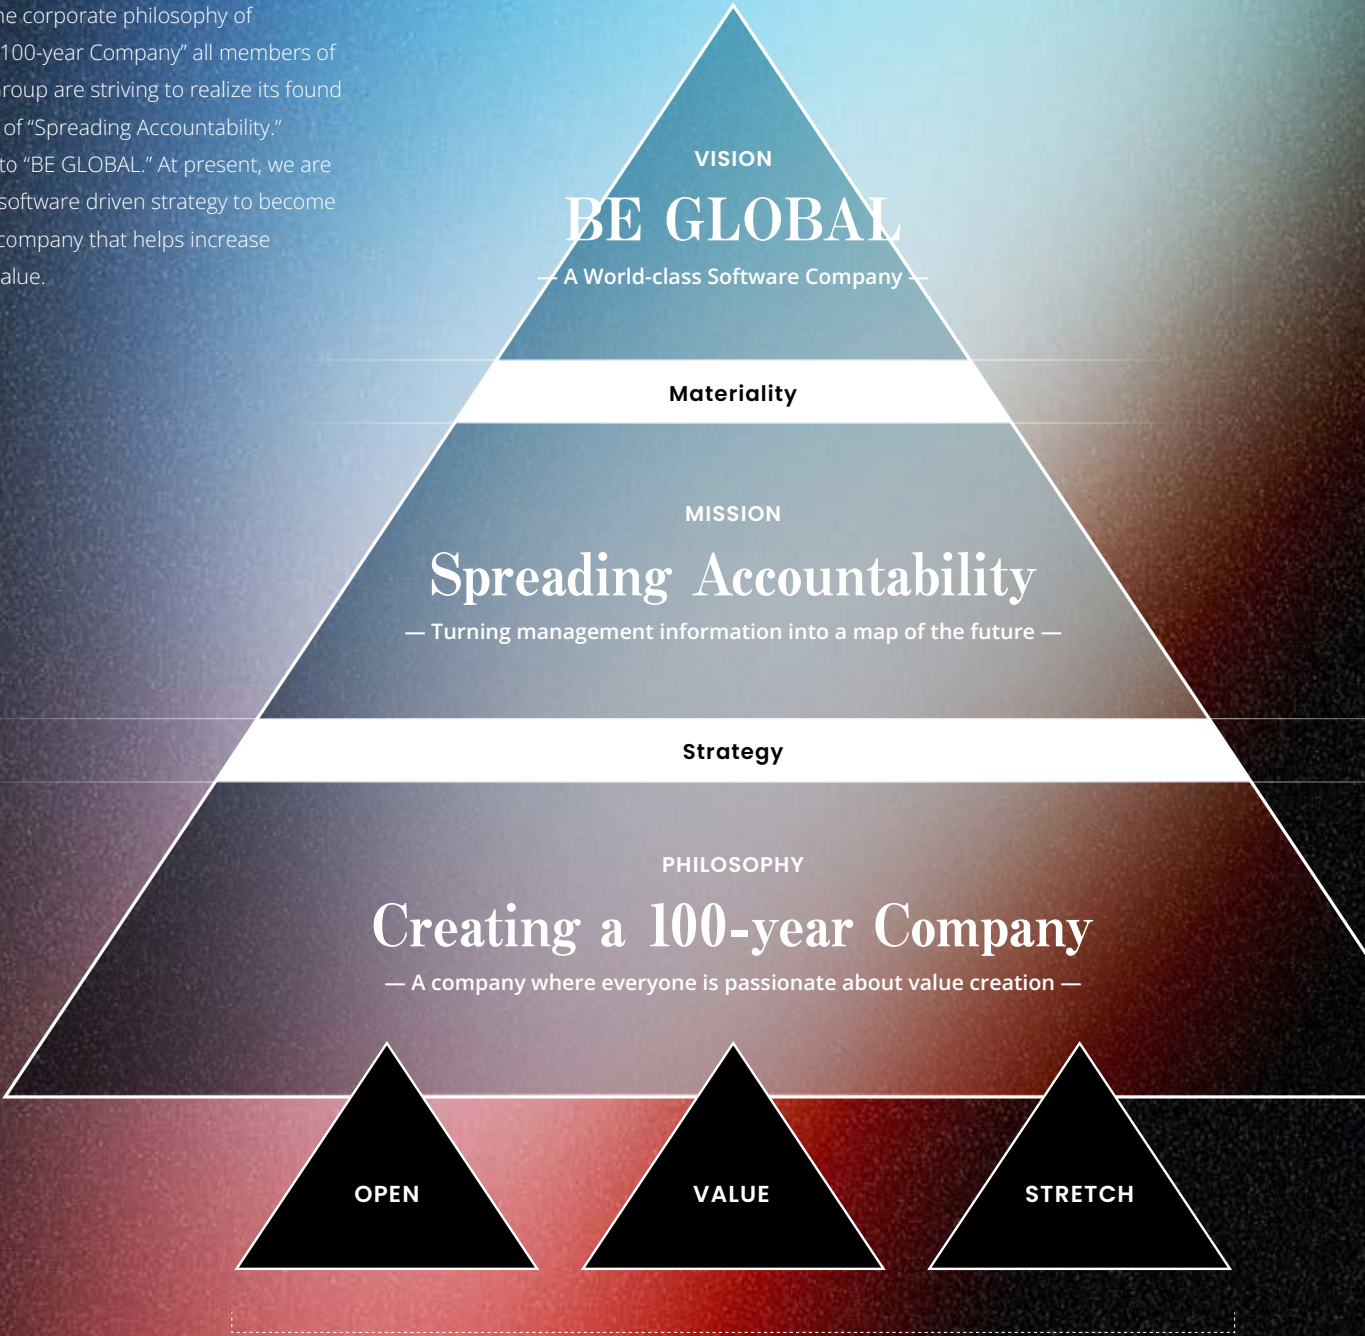 he corporate philosophy of
100-year Company” all members of
roup are striving to realize its found
of “Spreading Accountability.”
to “BE GLOBAL.” At present, we are
software driven strategy to become
company that helps increase
alue.
VISION
BE GLOBAL
— A World-class Software Company —
Materiality
MISSION
Spreading Accountability
— Turning management information into a map of the future —
Strategy
PHILOSOPHY
Creating a 100-year Company
— A company where everyone is passionate about value creation —
OPEN
VALUE
STRETCH